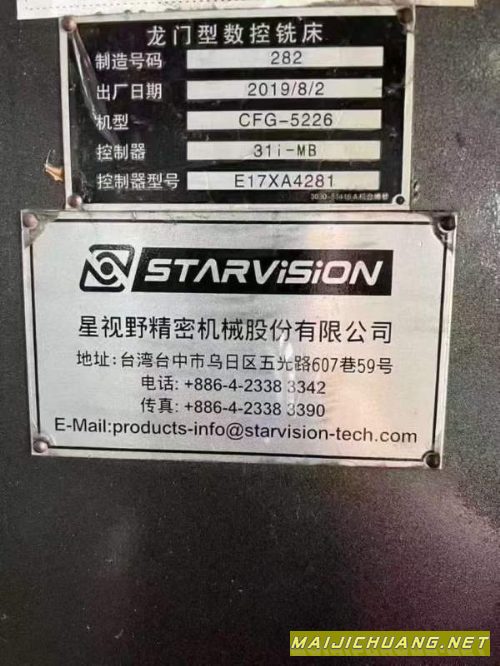 龙门型数控铣床
制造号码 282
出厂日期 2019/8/2
机型 CFG-5226
控制器 31i-MB
控制器型号 E17XA4281
STARVISION
星视野精密机械股份有限公司
地址: 台湾台中市乌日区五光路607巷59号
电话: +886-4-2338 3342
传真: +886-4-2338 3390
E-Mail:products-info@starvision-tech.com
MAIJICHUANG.NET